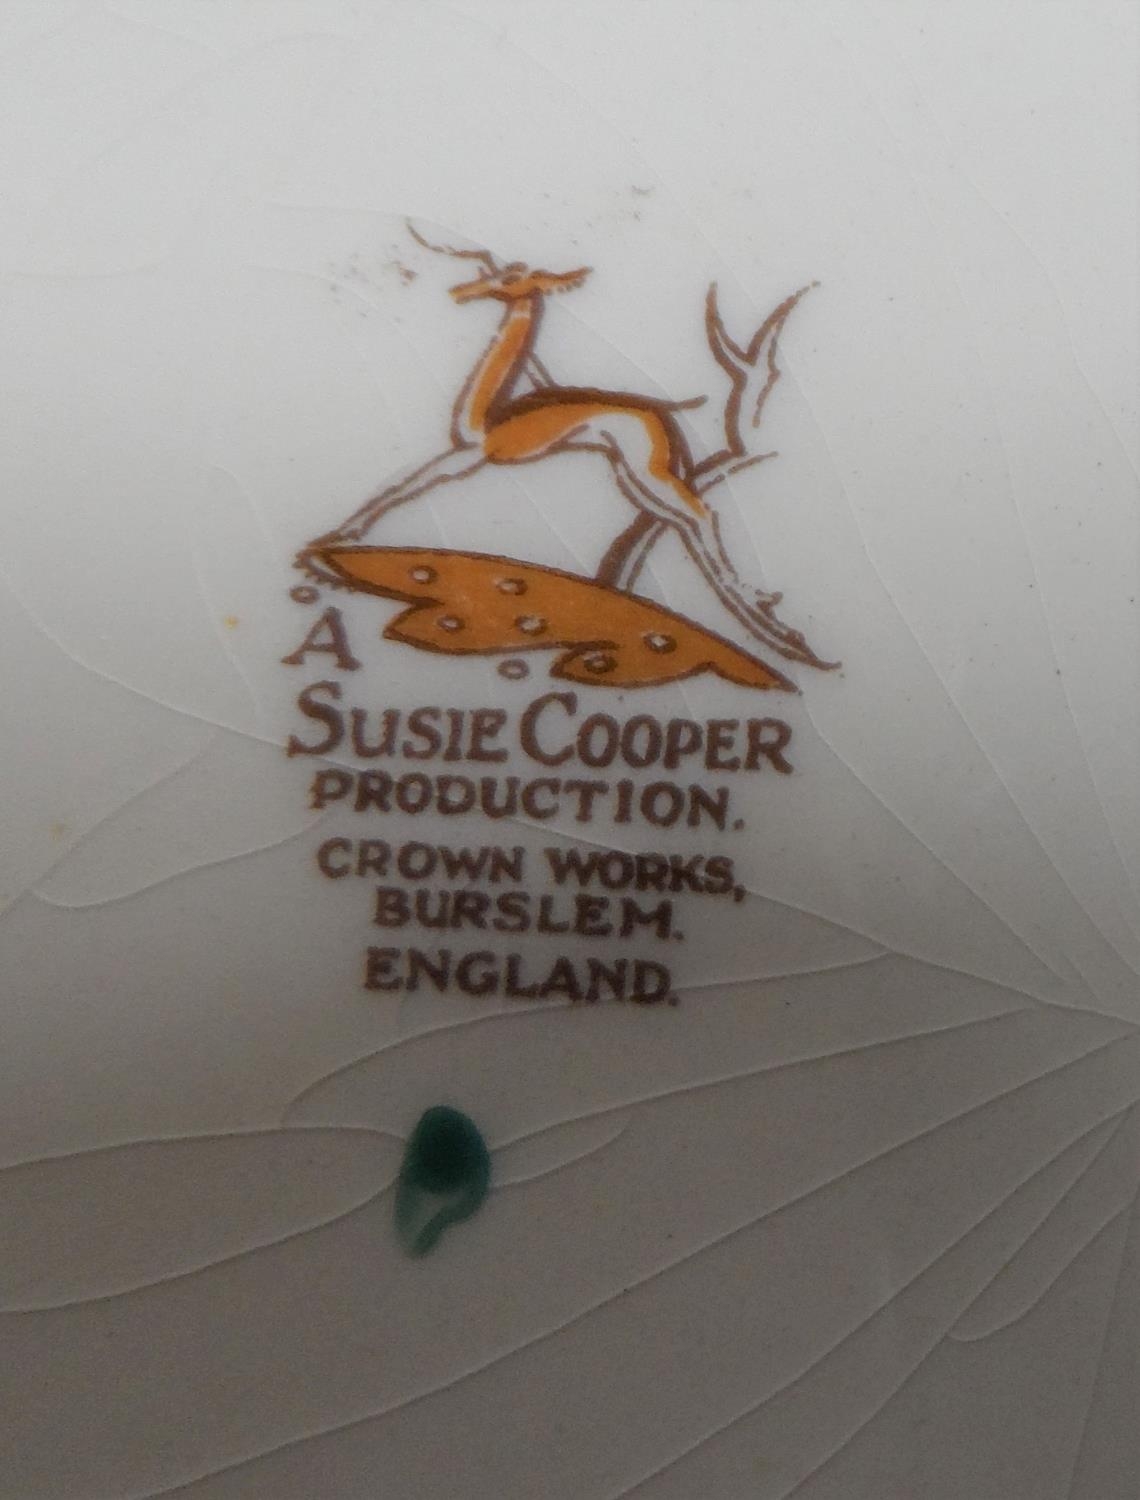 A
SUSIE COOPER
PRODUCTION.
CROWN WORKS,
BURSLEM.
ENGLAND.